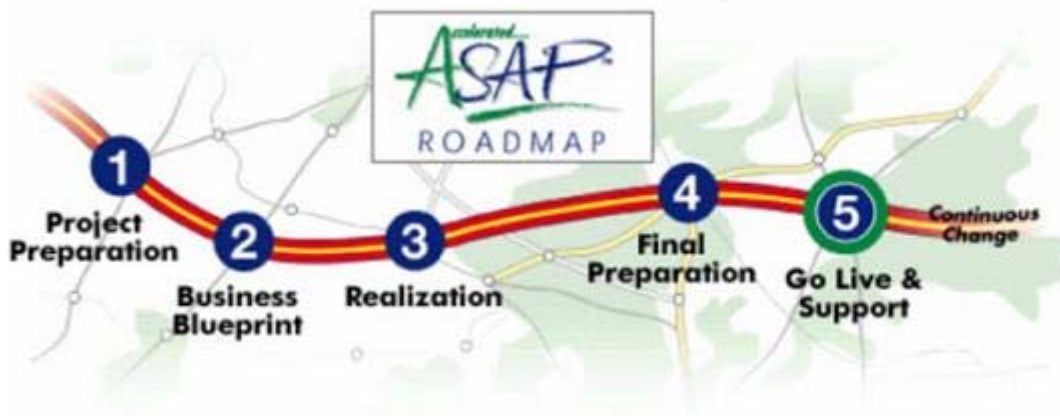 Accelerated...
ASAP™
ROADMAP
1
Project
Preparation
2
Business
Blueprint
3
Realization
4
Final
Preparation
5
Go Live &
Support
Continuous
Change